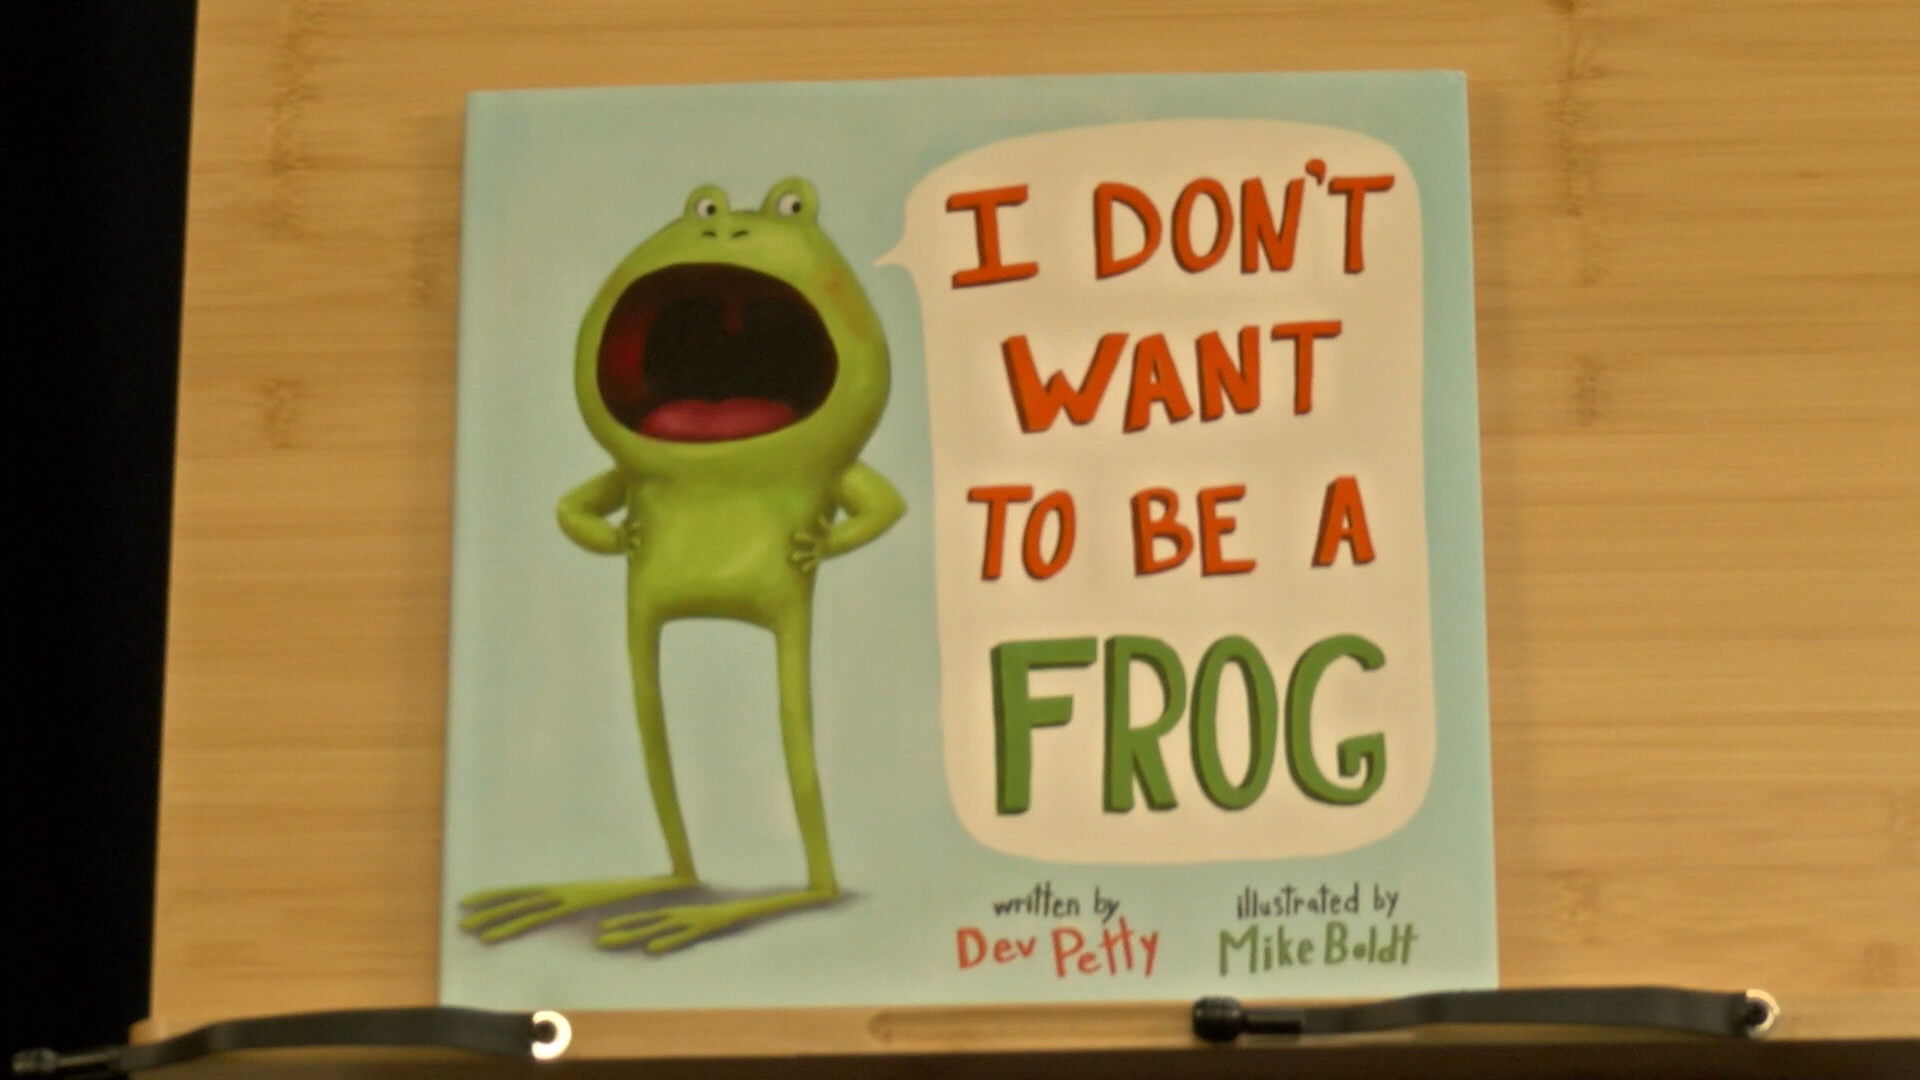 I DON'T
WANT
TO BE A
FROG
written by
Dev Petty
illustrated by
Mike Boldt